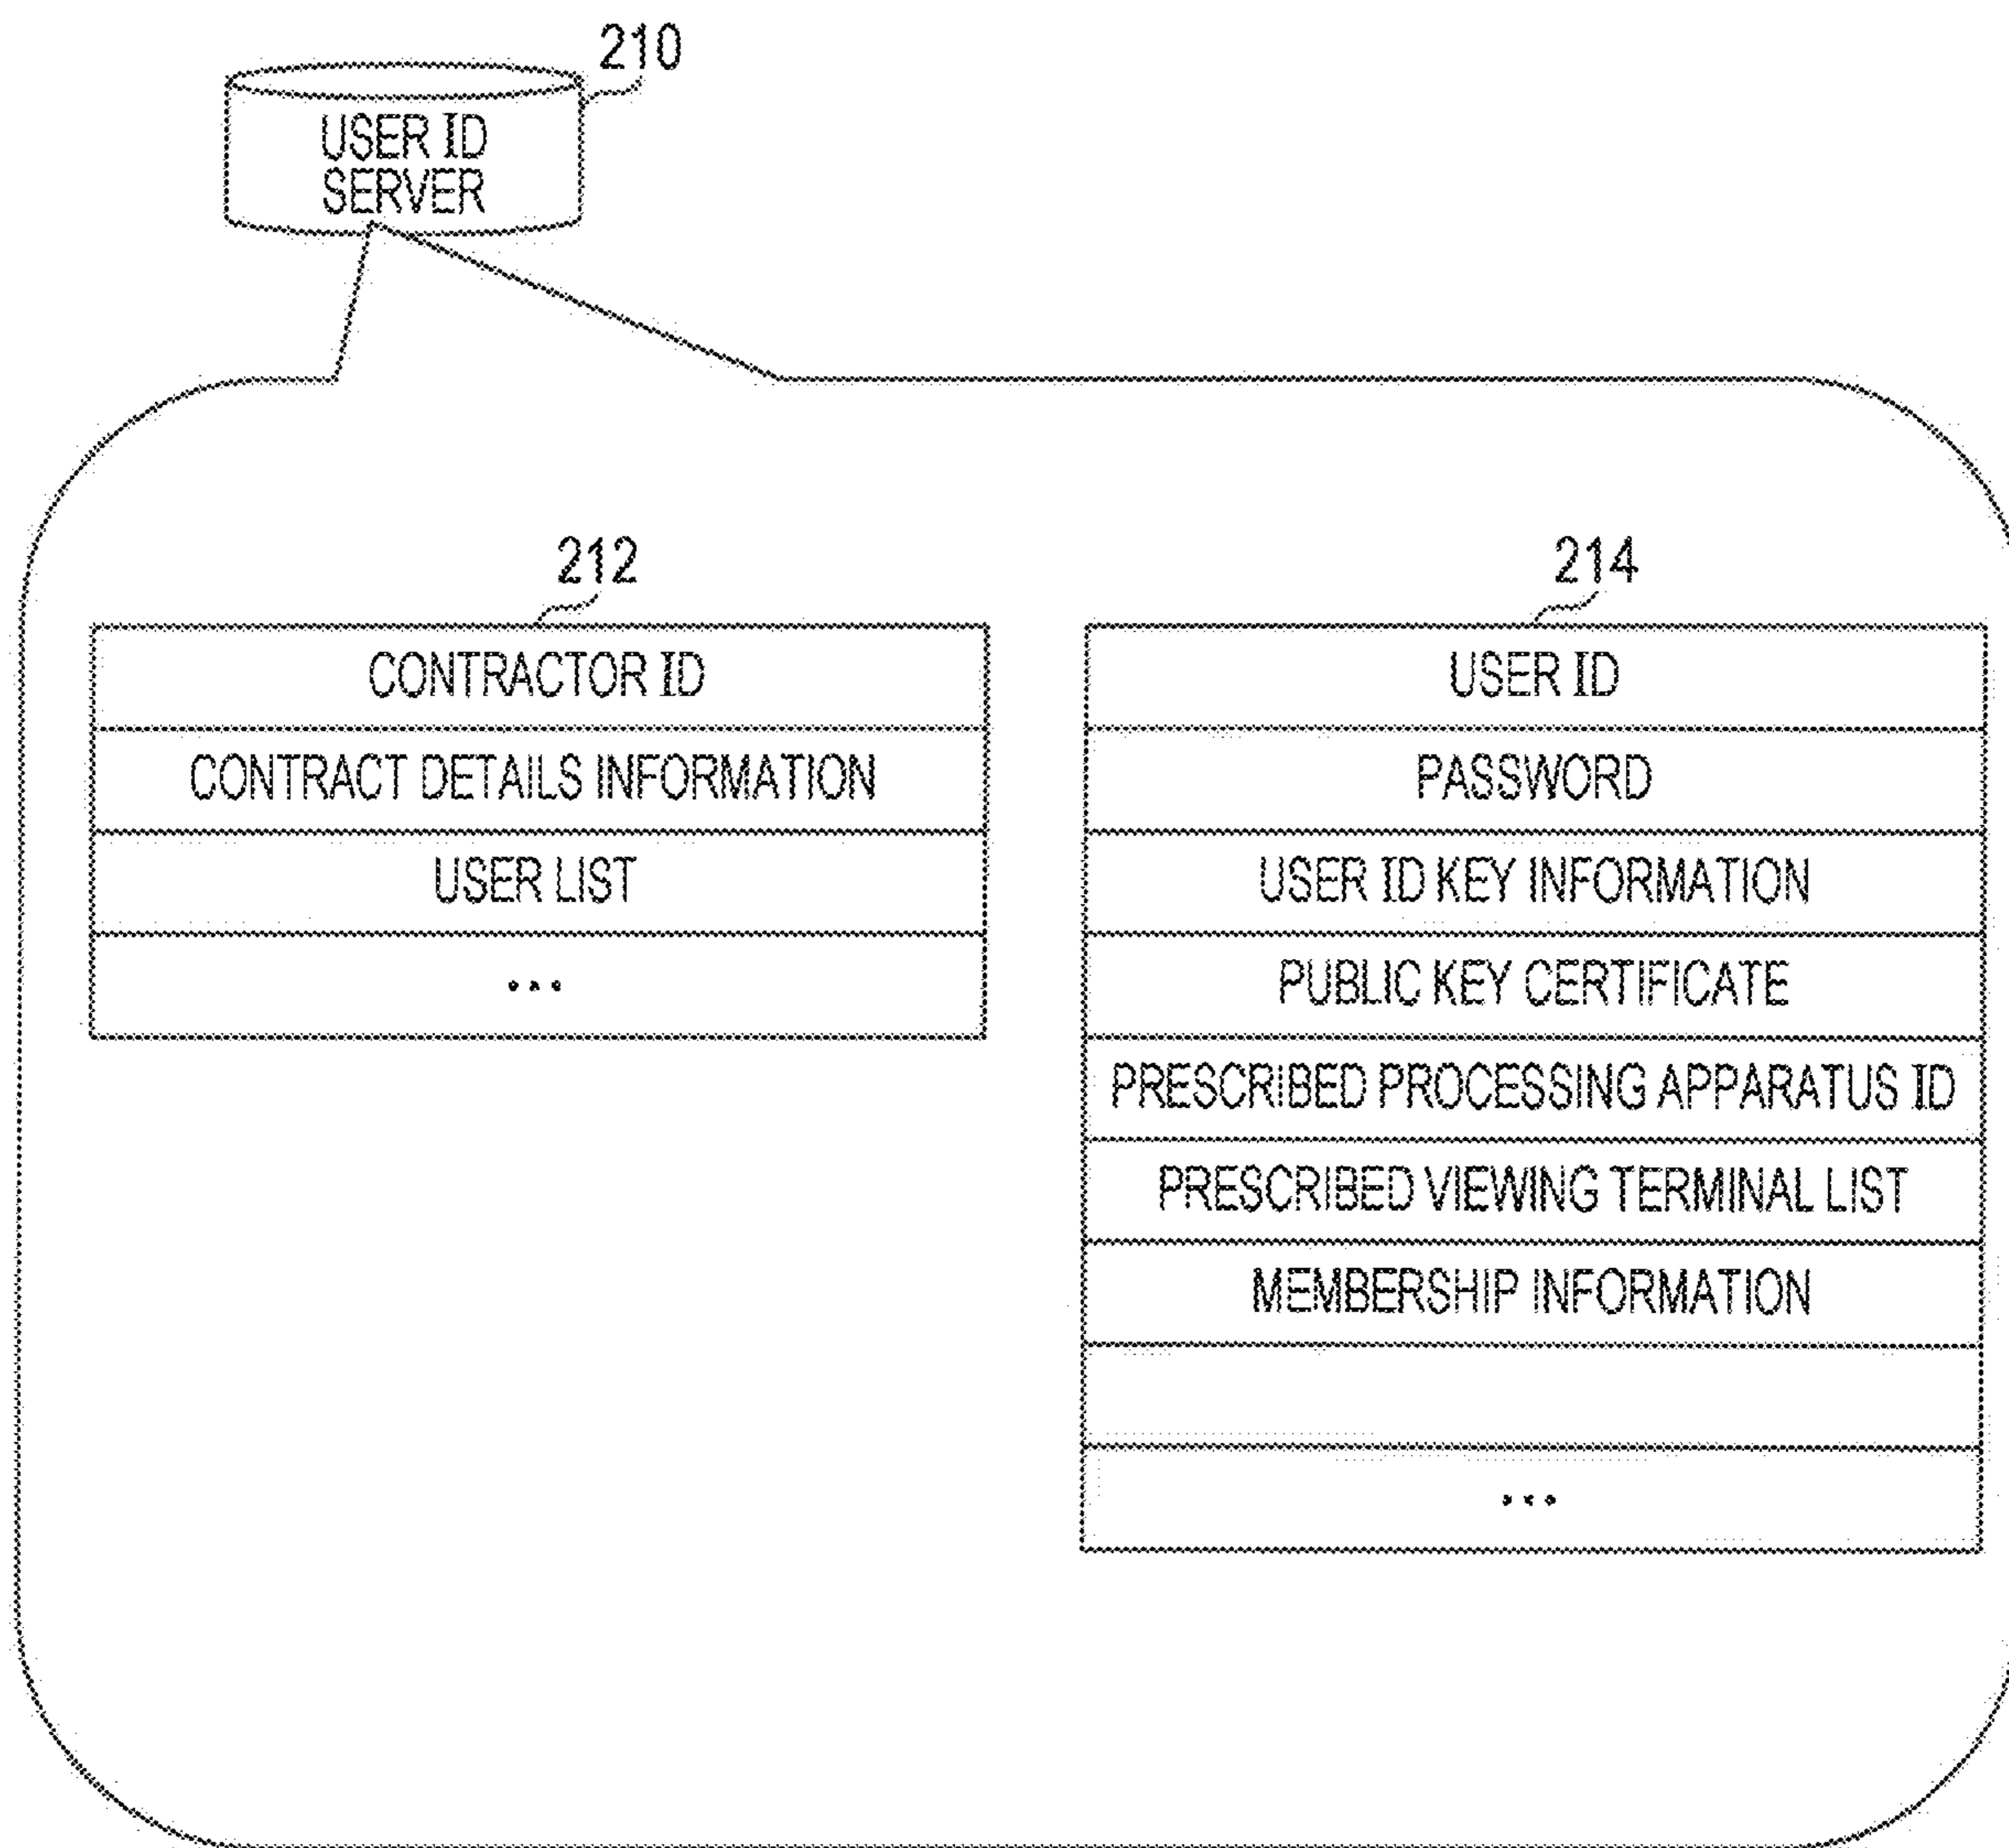 210
USER ID
SERVER
212
CONTRACTOR ID
CONTRACT DETAILS INFORMATION
USER LIST
...
214
USER ID
PASSWORD
USER ID KEY INFORMATION
PUBLIC KEY CERTIFICATE
PRESCRIBED PROCESSING APPARATUS ID
PRESCRIBED VIEWING TERMINAL LIST
MEMBERSHIP INFORMATION
...